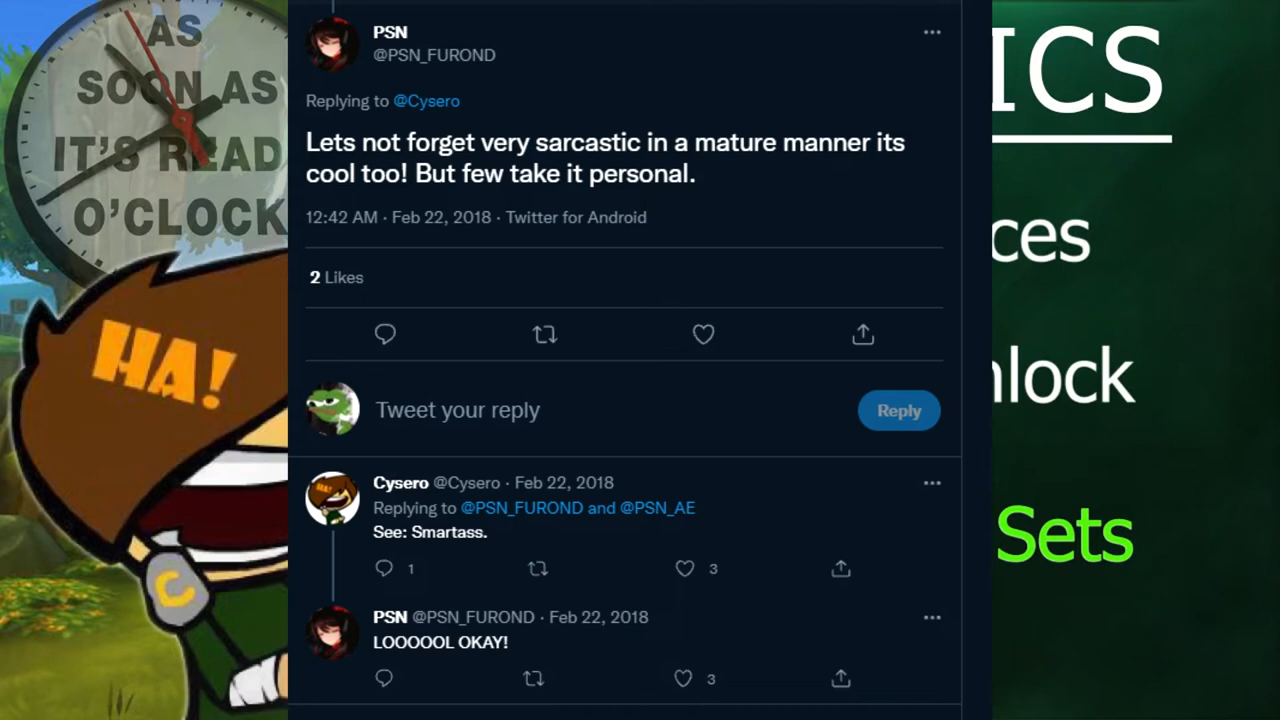 AS
SOON AS
IT'S READ
O'CLOCK
HA!
C
PSN
@PSN_FUROND
Replying to @Cysero
Lets not forget very sarcastic in a mature manner its
cool too! But few take it personal.
12:42 AM · Feb 22, 2018 · Twitter for Android
2 Likes
Tweet your reply
Reply
Cysero @Cysero · Feb 22, 2018
Replying to @PSN_FUROND and @PSN_AE
See: Smartass.
1 3
PSN @PSN_FUROND · Feb 22, 2018
LOOOOOL OKAY!
3
ICS
ces
lock
Sets